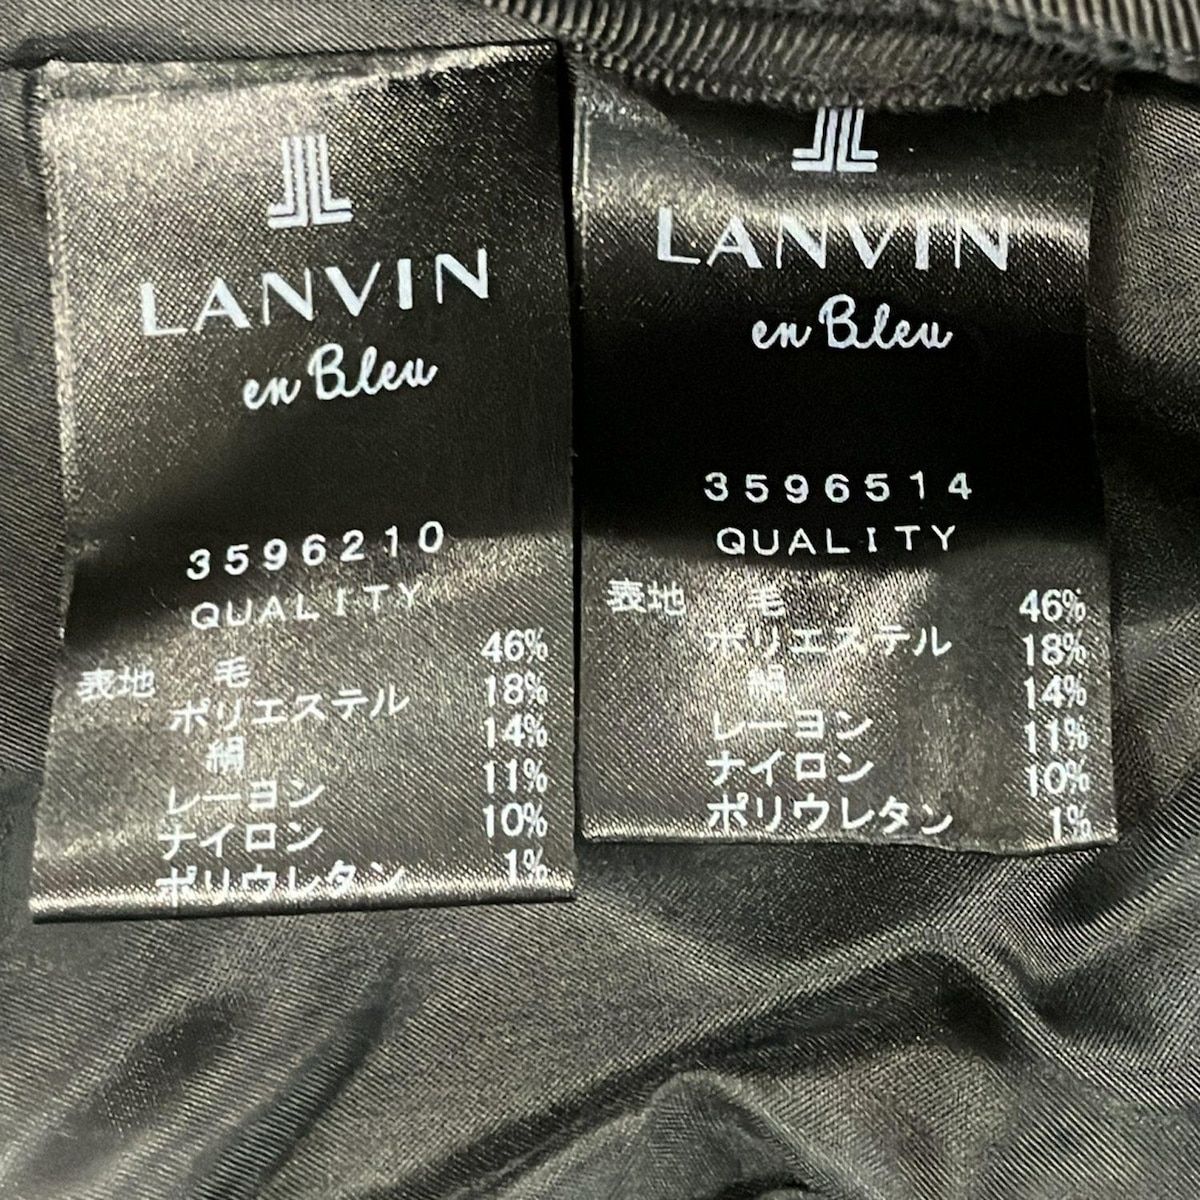 LANVIN
en Bleu
3596210
QUALITY
表地 毛 46%
ポリエステル 18%
絹 14%
レーヨン 11%
ナイロン 10%
ポリウレタン 1%
LANVIN
en Bleu
3596514
QUALITY
表地 毛 46%
ポリエステル 18%
絹 14%
レーヨン 11%
ナイロン 10%
ポリウレタン 1%